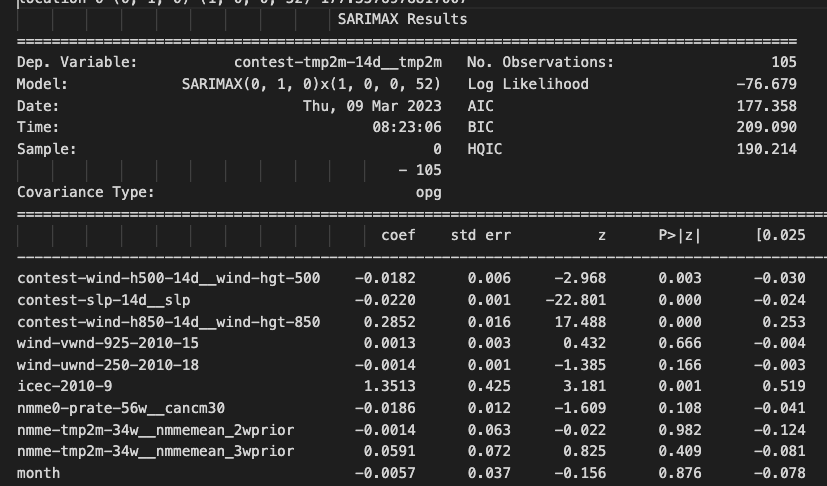 SARIMAX Results
==========================================================================================
Dep. Variable: contest-tmp2m-14d__tmp2m No. Observations: 105
Model: SARIMAX(0, 1, 0)x(1, 0, 0, 52) Log Likelihood -76.679
Date: Thu, 09 Mar 2023 AIC 177.358
Time: 08:23:06 BIC 209.090
Sample: 0 HQIC 190.214
- 105
Covariance Type: opg
==========================================================================================
coef std err z P>|z| [0.025
------------------------------------------------------------------------------------------
contest-wind-h500-14d__wind-hgt-500 -0.0182 0.006 -2.968 0.003 -0.030
contest-slp-14d__slp -0.0220 0.001 -22.801 0.000 -0.024
contest-wind-h850-14d__wind-hgt-850 0.2852 0.016 17.488 0.000 0.253
wind-vwnd-925-2010-15 0.0013 0.003 0.432 0.666 -0.004
wind-uwnd-250-2010-18 -0.0014 0.001 -1.385 0.166 -0.003
icec-2010-9 1.3513 0.425 3.181 0.001 0.519
nmme0-prate-56w__cancm30 -0.0186 0.012 -1.609 0.108 -0.041
nmme-tmp2m-34w__nmmemean_2wprior -0.0014 0.063 -0.022 0.982 -0.124
nmme-tmp2m-34w__nmmemean_3wprior 0.0591 0.072 0.825 0.409 -0.081
month -0.0057 0.037 -0.156 0.876 -0.078